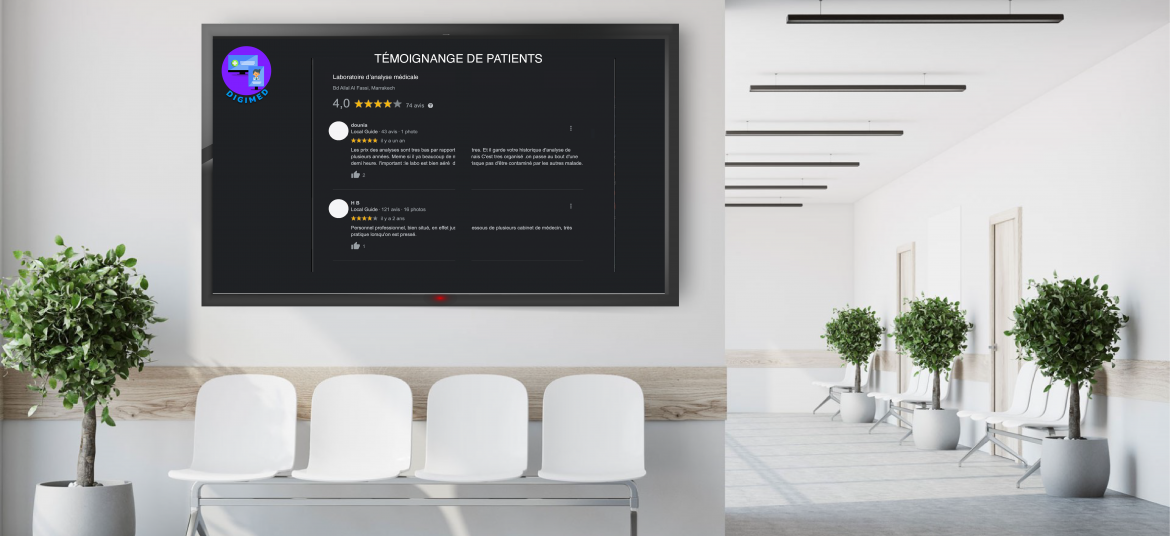 TÉMOIGNANGE DE PATIENTS
DIGIMED
Laboratoire d'analyse médicale
Bd Allal Al Fassi, Marrakech
4,0 74 avis
dounia
Local Guide · 43 avis · 1 photo
il y a un an
Les prix des analyses sont tres bas par rapport tres. Et il garde votre historique d'analyse de
plusieurs années. Meme si il ya beaucoup de n rais C'est tres organisé .on passe au bout d'une
demi heure. l'important :le labo est bien aéré d isque pas d'être contaminé par les autres malade.
2
H B
Local Guide · 121 avis · 16 photos
il y a 2 ans
Personnel professionnel, bien situé, en effet jus essous de plusieurs cabinet de médecin, très
pratique lorsqu'on est pressé.
1